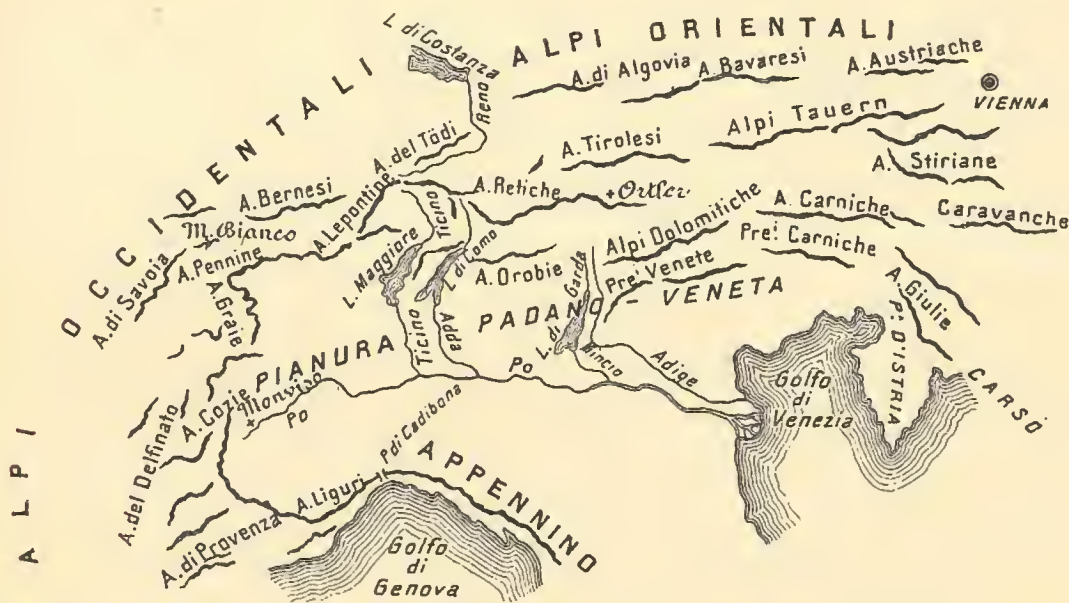 ALPI OCCIDENTALI
ALPI ORIENTALI
L. di Costanza
Reno
A. di Algovia
A. Bavaresi
A. Austriache
VIENNA
A. del Tödi
A. Tirolesi
Alpi Tauern
A. Stiriane
A. Bernesi
A. Lepontine
A. Retiche
+ Ortler
A. Carniche
Caravanche
M. Bianco
A. Pennine
A. di Savoia
A. Graie
Ticino
L. Maggiore
L. di Como
A. Orobie
Alpi Dolomitiche
Pre. Carniche
Pre. Venete
A. Giulie
L. di Garda
PIANURA PADANO - VENETA
Ticino
Adda
Po
Mincio
Adige
Golfo
di
Venezia
Pa. D'ISTRIA
CARSO
A. Cozie
+ Monviso
Po
A. del Delfinato
A. di Provenza
A. Liguri
P. di Cadibona
APPENNINO
Golfo
di
Genova